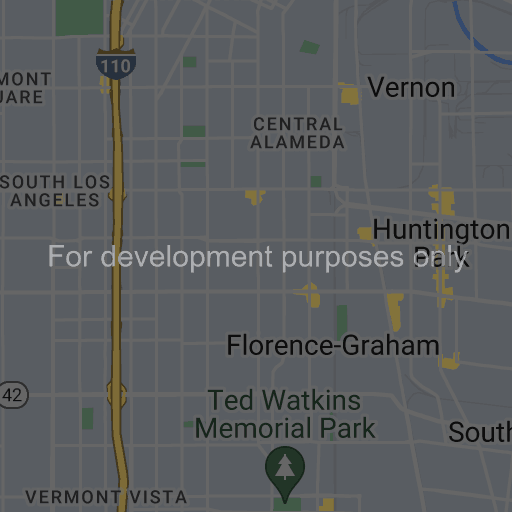 110
MONT
UARE
Vernon
CENTRAL
ALAMEDA
SOUTH LOS
ANGELES
Huntington
Park
For development purposes only
Florence-Graham
42
Ted Watkins
Memorial Park
South
VERMONT VISTA